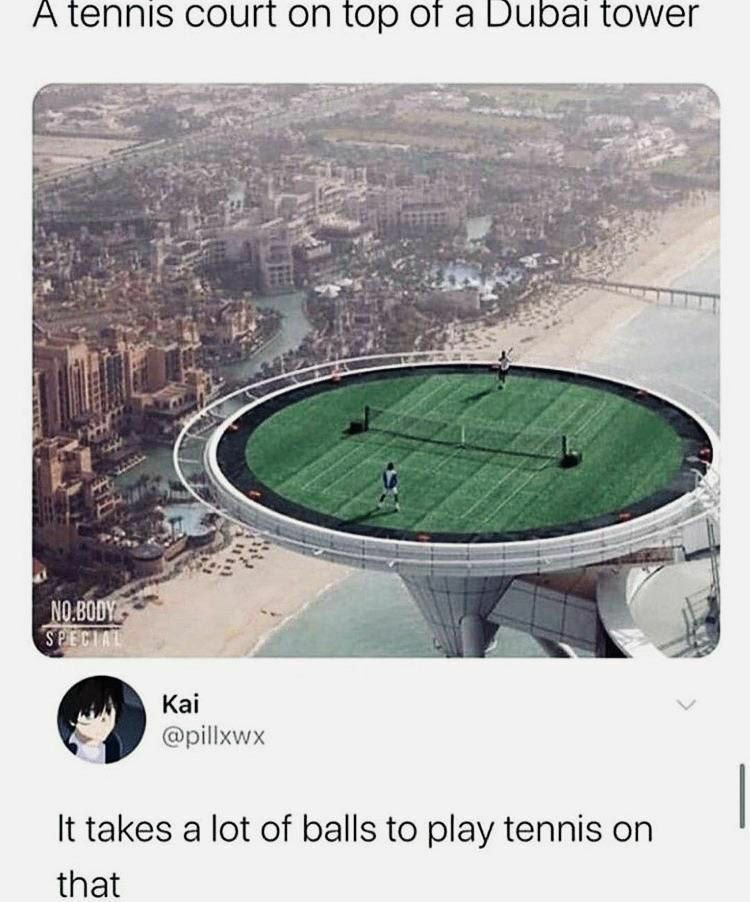 A tennis court on top of a Dubai tower
NO.BODY
SPECIAL
Kai
@pillxwx
It takes a lot of balls to play tennis on
that